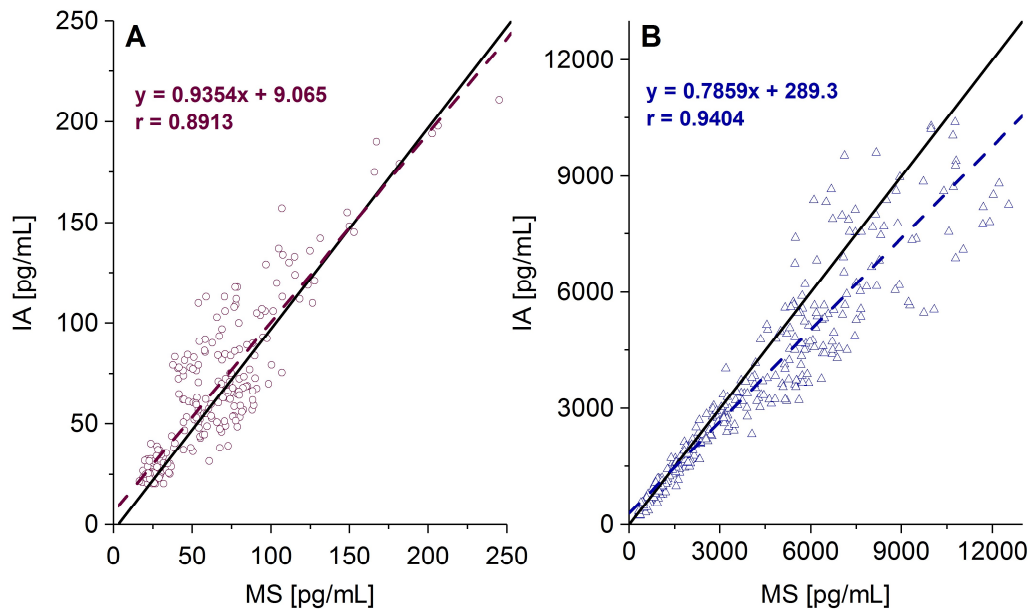 A
y = 0.9354x + 9.065
r = 0.8913
250
200
150
100
50
0
IA [pg/mL]
0 50 100 150 200 250
MS [pg/mL]
B
y = 0.7859x + 289.3
r = 0.9404
12000
9000
6000
3000
0
IA [pg/mL]
0 3000 6000 9000 12000
MS [pg/mL]